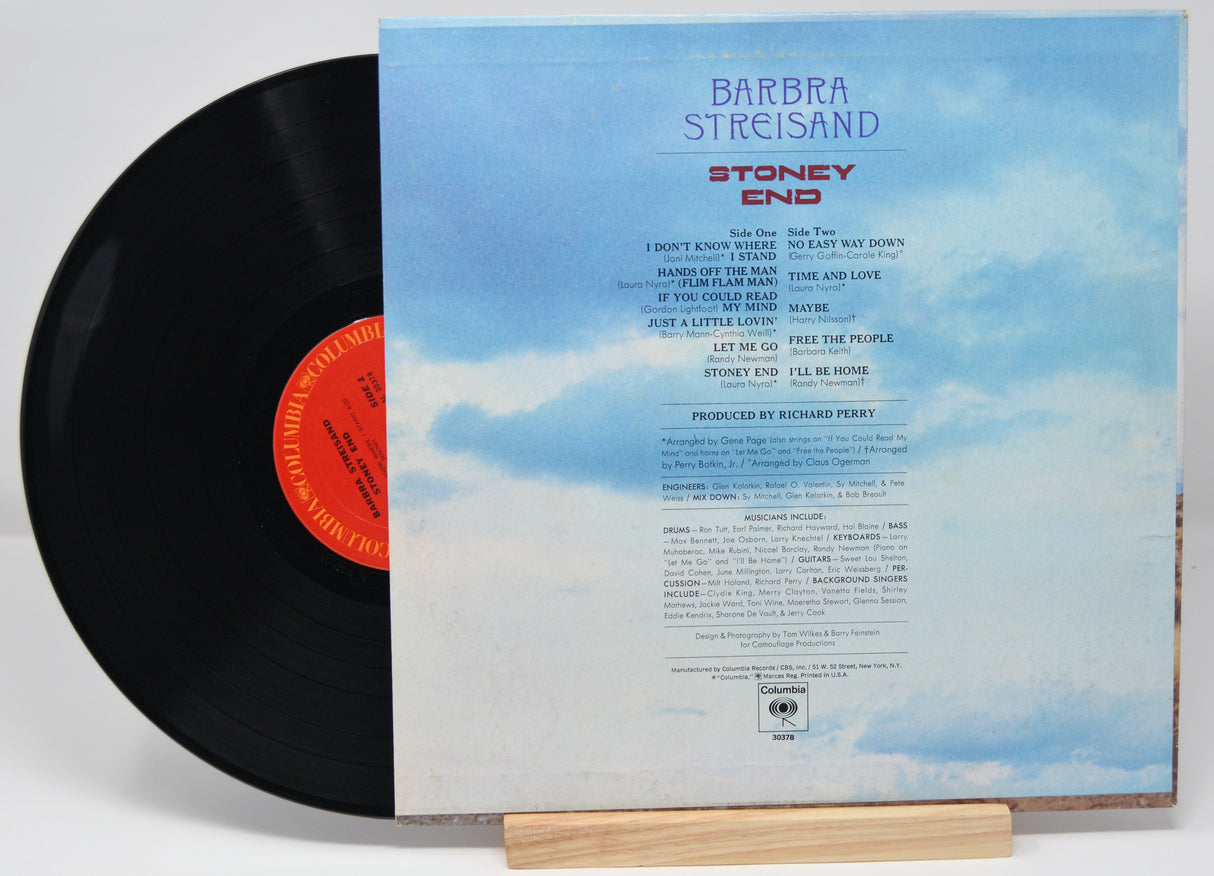 BARBRA
STREISAND
STONEY
END
Side One
I DON'T KNOW WHERE
(Joni Mitchell)* I STAND
HANDS OFF THE MAN
(Laura Nyro)* (FLIM FLAM MAN)
IF YOU COULD READ
(Gordon Lightfoot) MY MIND
JUST A LITTLE LOVIN'
(Barry Mann-Cynthia Weill)*
LET ME GO
(Randy Newman)
STONEY END
(Laura Nyro)*
Side Two
NO EASY WAY DOWN
(Gerry Goffin-Carole King)°
TIME AND LOVE
(Laura Nyro)*
MAYBE
(Harry Nilsson)†
FREE THE PEOPLE
(Barbara Keith)
I'LL BE HOME
(Randy Newman)†
PRODUCED BY RICHARD PERRY
*Arranged by Gene Page (also strings on "If You Could Read My
Mind" and horns on "Let Me Go" and "Free the People") / †Arranged
by Perry Botkin, Jr. / °Arranged by Claus Ogerman
ENGINEERS: Glen Kolotkin, Rafael O. Valentin, Sy Mitchell, & Pete
Weiss / MIX DOWN: Sy Mitchell, Glen Kolotkin, & Bob Breault
MUSICIANS INCLUDE:
DRUMS—Ron Tutt, Earl Palmer, Richard Hayward, Hal Blaine / BASS
—Max Bennett, Joe Osborn, Larry Knechtel / KEYBOARDS—Larry
Muhoberac, Mike Rubini, Nicoel Barclay, Randy Newman (Piano on
"Let Me Go" and "I'll Be Home") / GUITARS—Sweet Lou Shelton,
David Cohen, June Millington, Larry Carlton, Eric Weissberg / PER-
CUSSION—Milt Holand, Richard Perry / BACKGROUND SINGERS
INCLUDE—Clydie King, Merry Clayton, Vanetta Fields, Shirley
Mathews, Jackie Ward, Toni Wine, Maeretha Stewart, Glenna Session,
Eddie Kendrix, Sharone De Vault, & Jerry Cook
Design & Photography by Tom Wilkes & Barry Feinstein
for Camouflage Productions
Manufactured by Columbia Records / CBS, Inc. / 51 W. 52 Street, New York, N.Y.
® "Columbia," Marcas Reg. Printed in U.S.A.
Columbia
30378
COLUMBIA
COLUMBIA
COLUMBIA
COLUMBIA
SIDE 1
30378
BARBRA STREISAND
STONEY END